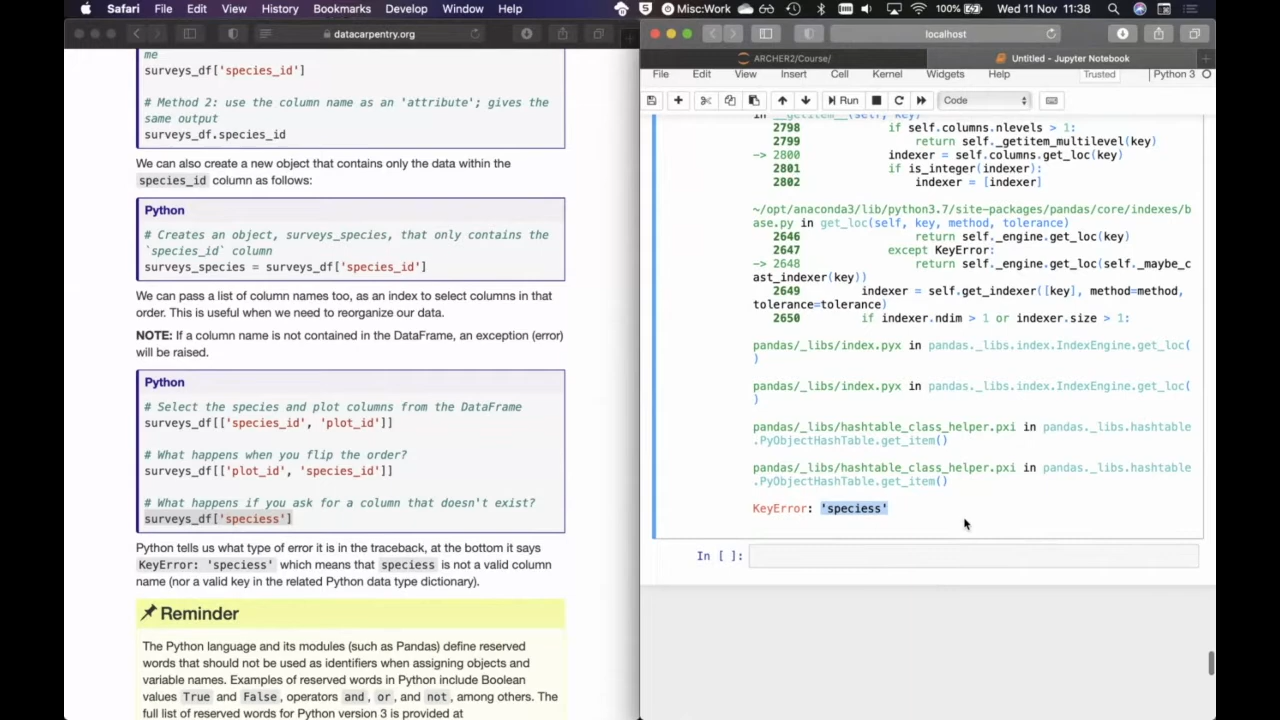 Safari File Edit View History Bookmarks Develop Window Help Misc:Work 100% Wed 11 Nov 11:38
datacarpentry.org
me
surveys_df['species_id']
# Method 2: use the column name as an 'attribute'; gives the
same output
surveys_df.species_id
We can also create a new object that contains only the data within the
species_id column as follows:
Python
# Creates an object, surveys_species, that only contains the
`species_id` column
surveys_species = surveys_df['species_id']
We can pass a list of column names too, as an index to select columns in that
order. This is useful when we need to reorganize our data.
NOTE: If a column name is not contained in the DataFrame, an exception (error)
will be raised.
Python
# Select the species and plot columns from the DataFrame
surveys_df[['species_id', 'plot_id']]
# What happens when you flip the order?
surveys_df[['plot_id', 'species_id']]
# What happens if you ask for a column that doesn't exist?
surveys_df['speciess']
Python tells us what type of error it is in the traceback, at the bottom it says
KeyError: 'speciess' which means that speciess is not a valid column
name (nor a valid key in the related Python data type dictionary).
Reminder
The Python language and its modules (such as Pandas) define reserved
words that should not be used as identifiers when assigning objects and
variable names. Examples of reserved words in Python include Boolean
values True and False, operators and, or, and not, among others. The
full list of reserved words for Python version 3 is provided at
localhost
ARCHER2/Course/ Untitled - Jupyter Notebook
File Edit View Insert Cell Kernel Widgets Help Trusted Python 3
Run Code
in __getitem__(self, key)
2798 if self.columns.nlevels > 1:
2799 return self._getitem_multilevel(key)
-> 2800 indexer = self.columns.get_loc(key)
2801 if is_integer(indexer):
2802 indexer = [indexer]
~/opt/anaconda3/lib/python3.7/site-packages/pandas/core/indexes/b
ase.py in get_loc(self, key, method, tolerance)
2646 return self._engine.get_loc(key)
2647 except KeyError:
-> 2648 return self._engine.get_loc(self._maybe_c
ast_indexer(key))
2649 indexer = self.get_indexer([key], method=method,
tolerance=tolerance)
2650 if indexer.ndim > 1 or indexer.size > 1:
pandas/_libs/index.pyx in pandas._libs.index.IndexEngine.get_loc(
)
pandas/_libs/index.pyx in pandas._libs.index.IndexEngine.get_loc(
)
pandas/_libs/hashtable_class_helper.pxi in pandas._libs.hashtable
.PyObjectHashTable.get_item()
pandas/_libs/hashtable_class_helper.pxi in pandas._libs.hashtable
.PyObjectHashTable.get_item()
KeyError: 'speciess'
In [ ]: